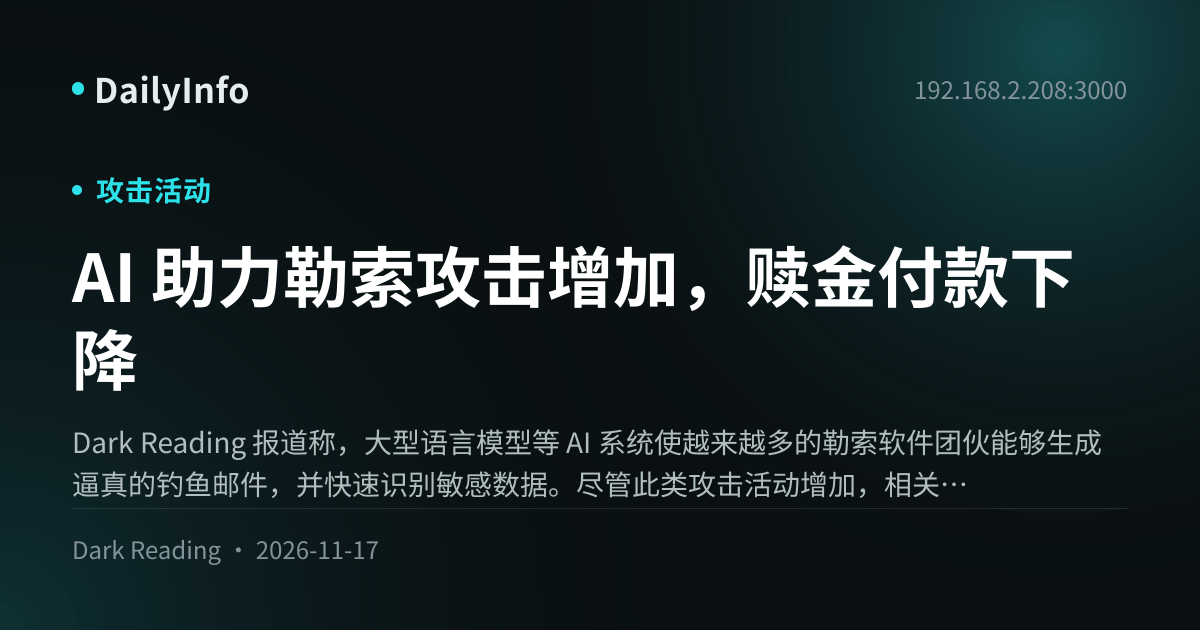 DailyInfo
192.168.2.208:3000
攻击活动
AI 助力勒索攻击增加，赎金付款下
降
Dark Reading 报道称，大型语言模型等 AI 系统使越来越多的勒索软件团伙能够生成
逼真的钓鱼邮件，并快速识别敏感数据。尽管此类攻击活动增加，相关…
Dark Reading • 2026-11-17